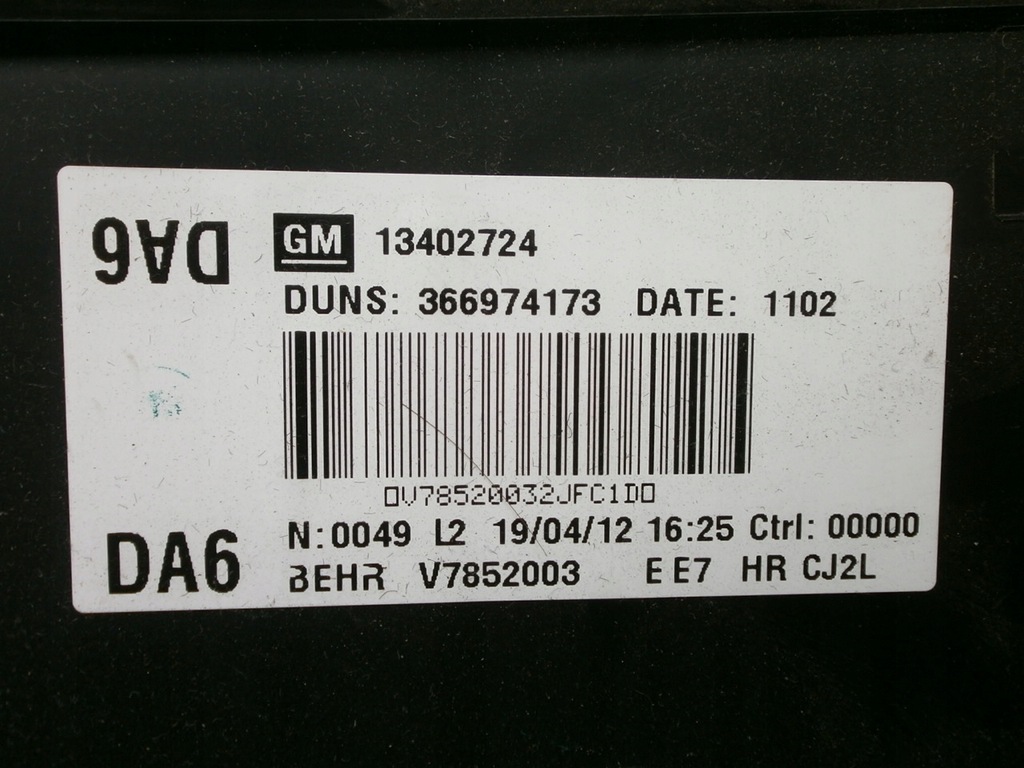 DA6
GM 13402724
DUNS: 366974173 DATE: 1102
▯V78520032JFC1D▯
N:0049 L2 19/04/12 16:25 Ctrl: 00000
DA6
BEHR V7852003 E E7 HR CJ2L